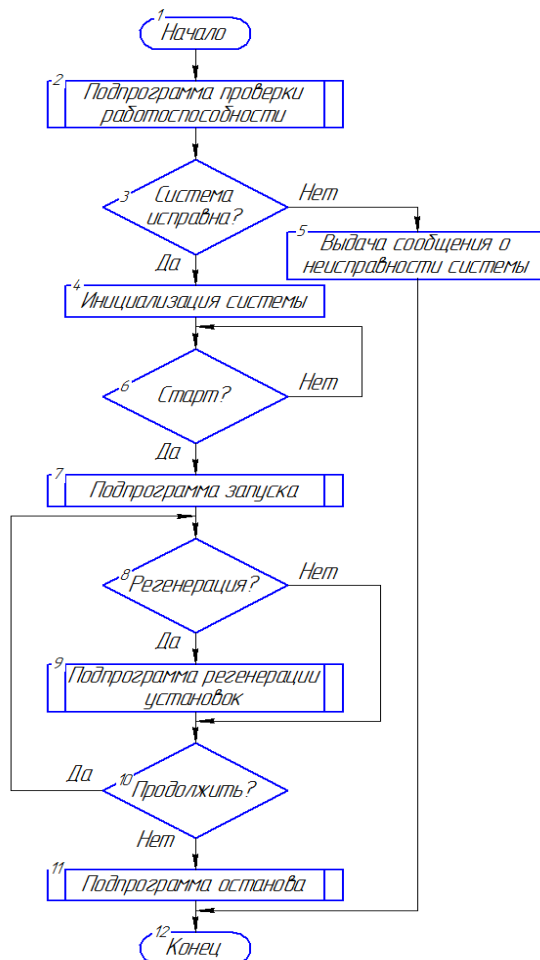 1
Начало
2
Подпрограмма проверки
работоспособности
3
Система
исправна?
Нет
5
Выдача сообщения о
неисправности системы
Да
4
Инициализация системы
6
Старт?
Нет
Да
7
Подпрограмма запуска
8
Регенерация?
Нет
Да
9
Подпрограмма регенерации
установок
Да
10
Продолжить?
Нет
11
Подпрограмма останова
12
Конец